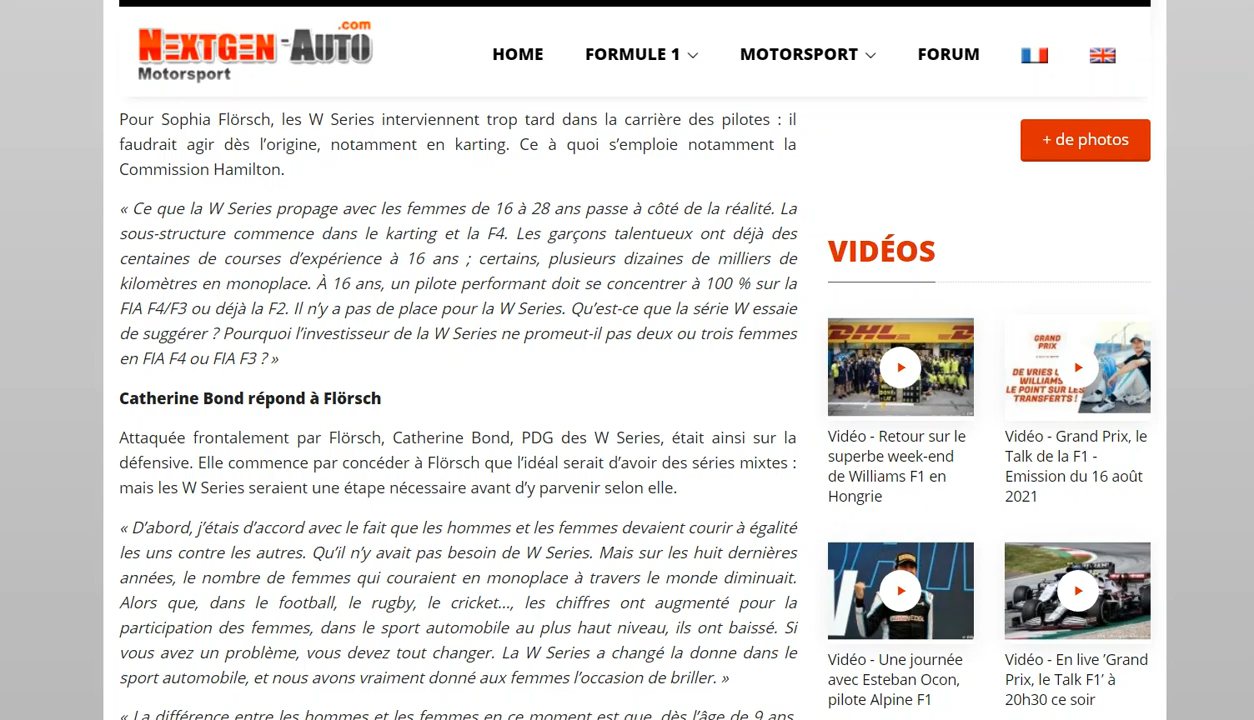 NEXTGEN-AUTO.com
Motorsport
HOME
FORMULE 1
MOTORSPORT
FORUM
Pour Sophia Flörsch, les W Series interviennent trop tard dans la carrière des pilotes : il
faudrait agir dès l’origine, notamment en karting. Ce à quoi s’emploie notamment la
Commission Hamilton.
« Ce que la W Series propage avec les femmes de 16 à 28 ans passe à côté de la réalité. La
sous-structure commence dans le karting et la F4. Les garçons talentueux ont déjà des
centaines de courses d’expérience à 16 ans ; certains, plusieurs dizaines de milliers de
kilomètres en monoplace. À 16 ans, un pilote performant doit se concentrer à 100 % sur la
FIA F4/F3 ou déjà la F2. Il n’y a pas de place pour la W Series. Qu’est-ce que la série W essaie
de suggérer ? Pourquoi l’investisseur de la W Series ne promeut-il pas deux ou trois femmes
en FIA F4 ou FIA F3 ? »
Catherine Bond répond à Flörsch
Attaquée frontalement par Flörsch, Catherine Bond, PDG des W Series, était ainsi sur la
défensive. Elle commence par concéder à Flörsch que l’idéal serait d’avoir des séries mixtes :
mais les W Series seraient une étape nécessaire avant d’y parvenir selon elle.
« D’abord, j’étais d’accord avec le fait que les hommes et les femmes devaient courir à égalité
les uns contre les autres. Qu’il n’y avait pas besoin de W Series. Mais sur les huit dernières
années, le nombre de femmes qui couraient en monoplace à travers le monde diminuait.
Alors que, dans le football, le rugby, le cricket…, les chiffres ont augmenté pour la
participation des femmes, dans le sport automobile au plus haut niveau, ils ont baissé. Si
vous avez un problème, vous devez tout changer. La W Series a changé la donne dans le
sport automobile, et nous avons vraiment donné aux femmes l’occasion de briller. »
« La différence entre les hommes et les femmes en ce moment est que, dès l’âge de 9 ans,
+ de photos
VIDÉOS
DHL
Vidéo - Retour sur le
superbe week-end
de Williams F1 en
Hongrie
GRAND
PRIX
DE VRIES
WILLIAMS
LE POINT SUR LES
TRANSFERTS !
Vidéo - Grand Prix, le
Talk de la F1 -
Emission du 16 août
2021
Vidéo - Une journée
avec Esteban Ocon,
pilote Alpine F1
Vidéo - En live ’Grand
Prix, le Talk F1’ à
20h30 ce soir